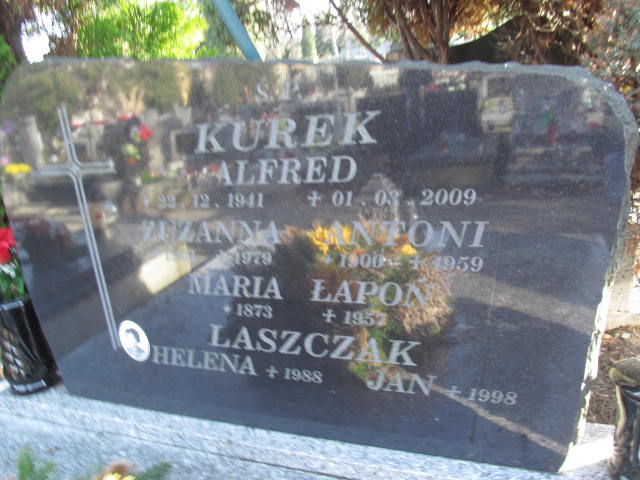 Ś. P.
KUREK
ALFRED
* 22. 12. 1941 + 01. 03. 2009
ZUZANNA ANTONI
+ 1979 * 1900 + 1959
MARIA ŁAPOŃ
* 1873 + 1957
LASZCZAK
HELENA + 1988 JAN + 1998